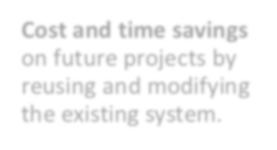 Cost and time savings
on future projects by
reusing and modifying
the existing system.